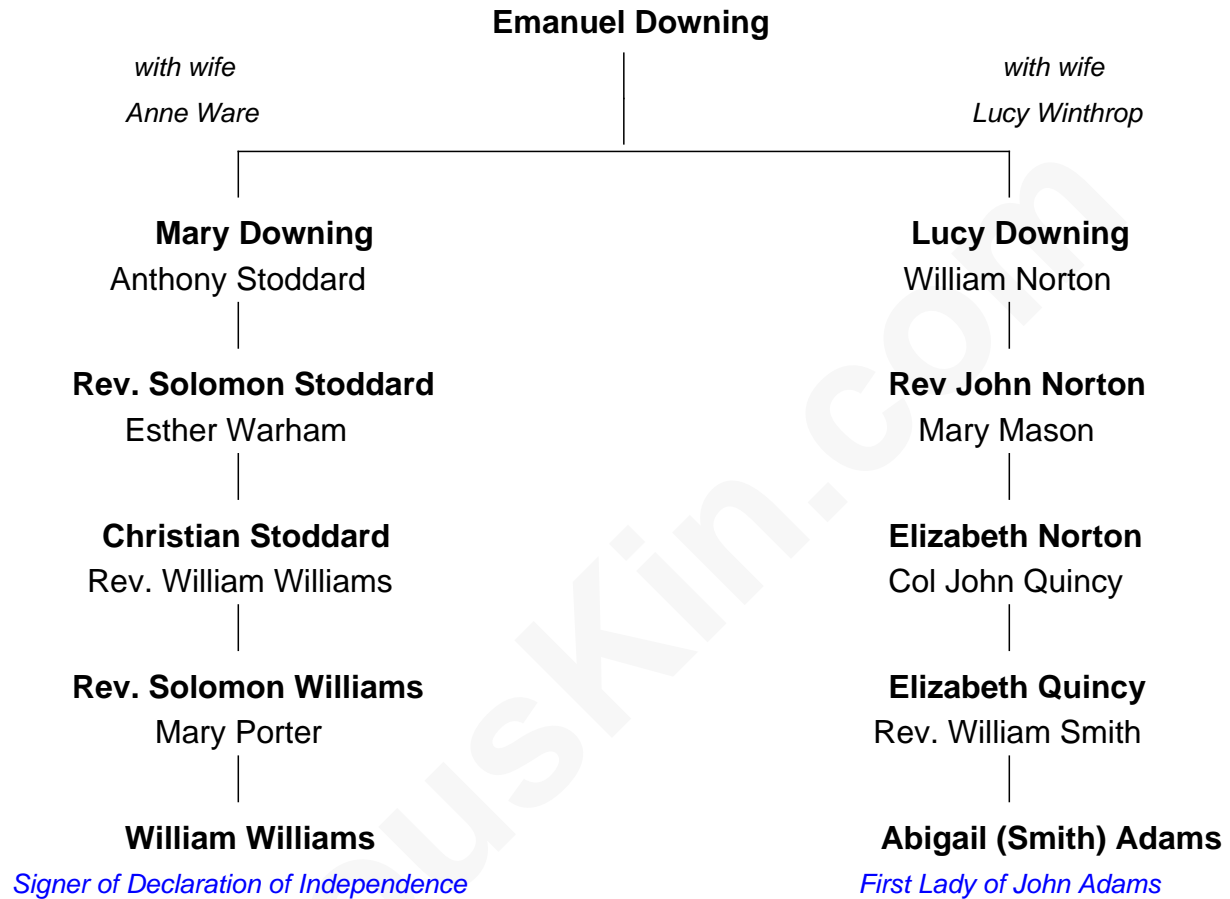 Emanuel Downing
with wife
Anne Ware
with wife
Lucy Winthrop
Mary Downing
Anthony Stoddard
Lucy Downing
William Norton
Rev. Solomon Stoddard
Esther Warham
Rev John Norton
Mary Mason
Christian Stoddard
Rev. William Williams
Elizabeth Norton
Col John Quincy
Rev. Solomon Williams
Mary Porter
Elizabeth Quincy
Rev. William Smith
William Williams
Signer of Declaration of Independence
Abigail (Smith) Adams
First Lady of John Adams
usKin.com